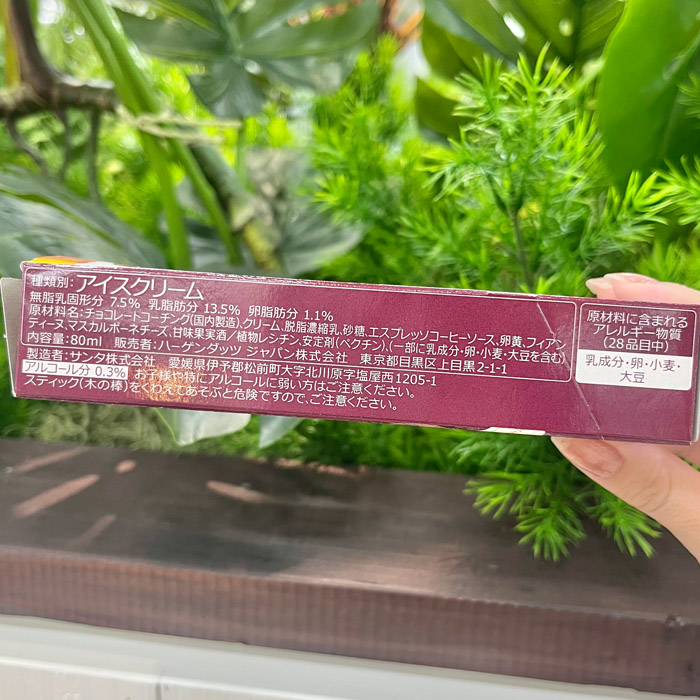 種類別: アイスクリーム
無脂乳固形分 7.5% 乳脂肪分 13.5% 卵脂肪分 1.1%
原材料名: チョコレートコーチング(国内製造)、クリーム、脱脂濃縮乳、砂糖、エスプレッソコーヒーソース、卵黄、フィアン
ティーヌ、マスカルポーネチーズ、甘味果実酒/植物レシチン、安定剤(ペクチン)、(一部に乳成分・卵・小麦・大豆を含む)
内容量: 80ml 販売者: ハーゲンダッツ ジャパン株式会社 東京都目黒区上目黒2-1-1
製造者: サンタ株式会社 愛媛県伊予郡松前町大字北川原字塩屋西1205-1
アルコール分 0.3% お子様や特にアルコールに弱い方はご注意ください。
スティック(木の棒)をくわえてあそぶと危険ですので、ご注意ください。
原材料に含まれる
アレルギー物質
(28品目中)
乳成分・卵・小麦・
大豆